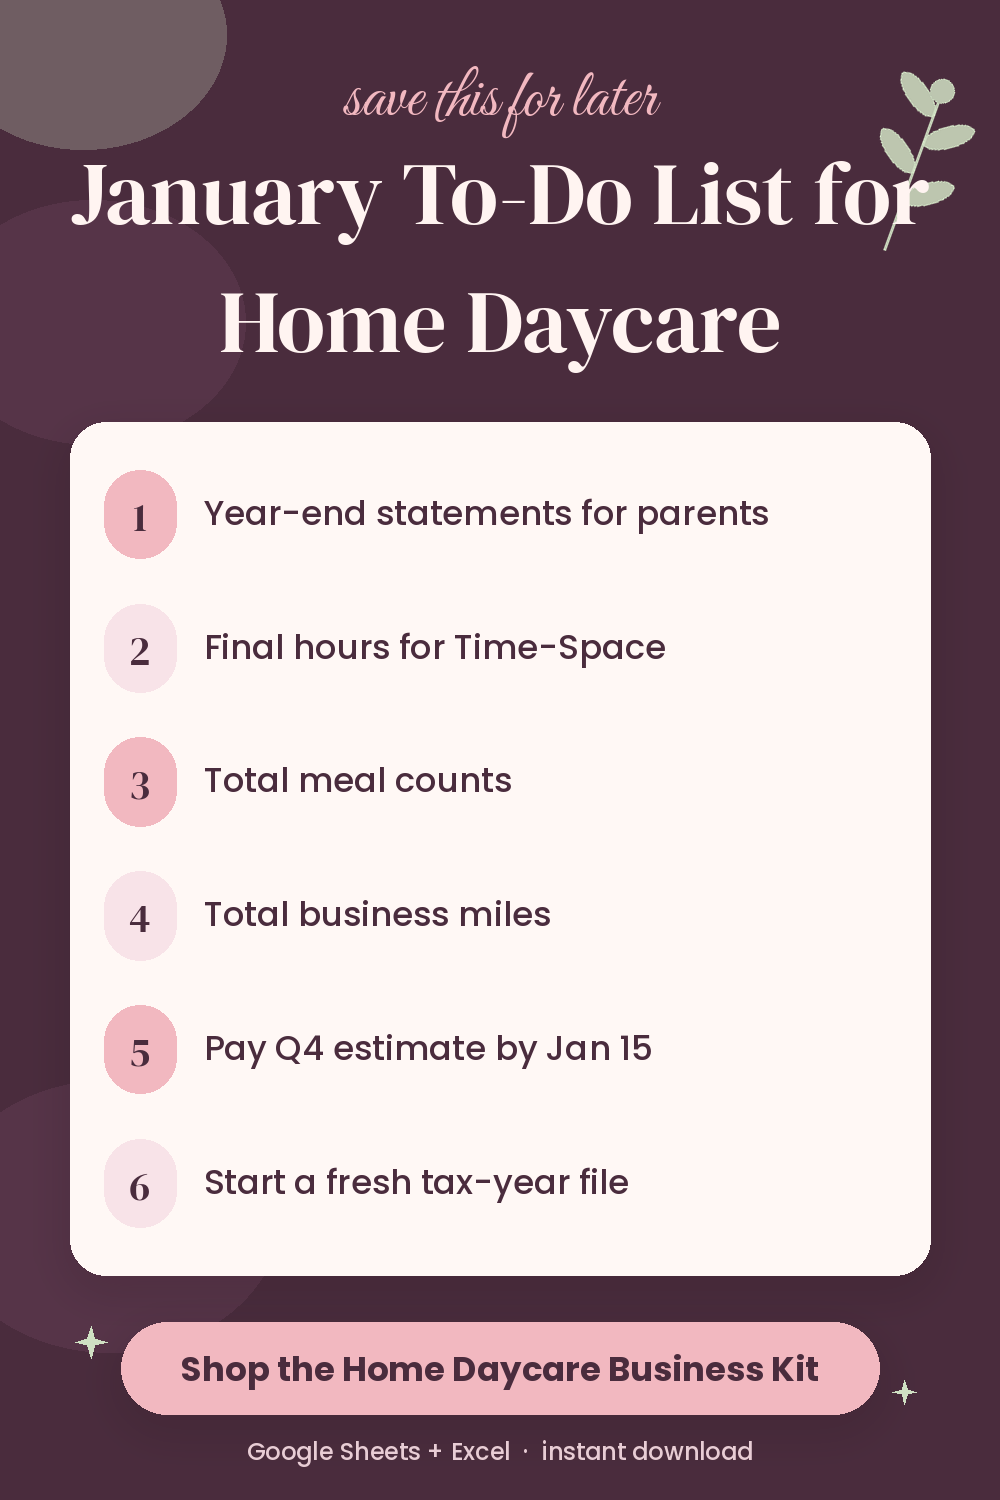 save this for later
January To-Do List for
Home Daycare
1 Year-end statements for parents
2 Final hours for Time-Space
3 Total meal counts
4 Total business miles
5 Pay Q4 estimate by Jan 15
6 Start a fresh tax-year file
Shop the Home Daycare Business Kit
Google Sheets + Excel · instant download